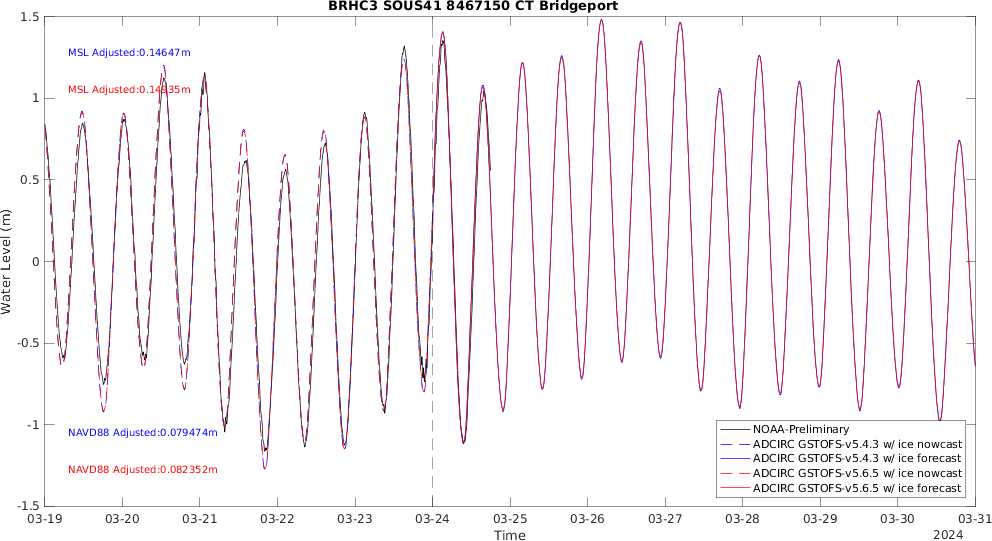 BRHC3 SOUS41 8467150 CT Bridgeport
1.5
1
0.5
0
-0.5
-1
-1.5
Water Level (m)
MSL Adjusted:0.14647m
MSL Adjusted:0.14935m
NAVD88 Adjusted:0.079474m
NAVD88 Adjusted:0.082352m
NOAA-Preliminary
ADCIRC GSTOFS-v5.4.3 w/ ice nowcast
ADCIRC GSTOFS-v5.4.3 w/ ice forecast
ADCIRC GSTOFS-v5.6.5 w/ ice nowcast
ADCIRC GSTOFS-v5.6.5 w/ ice forecast
03-19 03-20 03-21 03-22 03-23 03-24 03-25 03-26 03-27 03-28 03-29 03-30 03-31
Time
2024